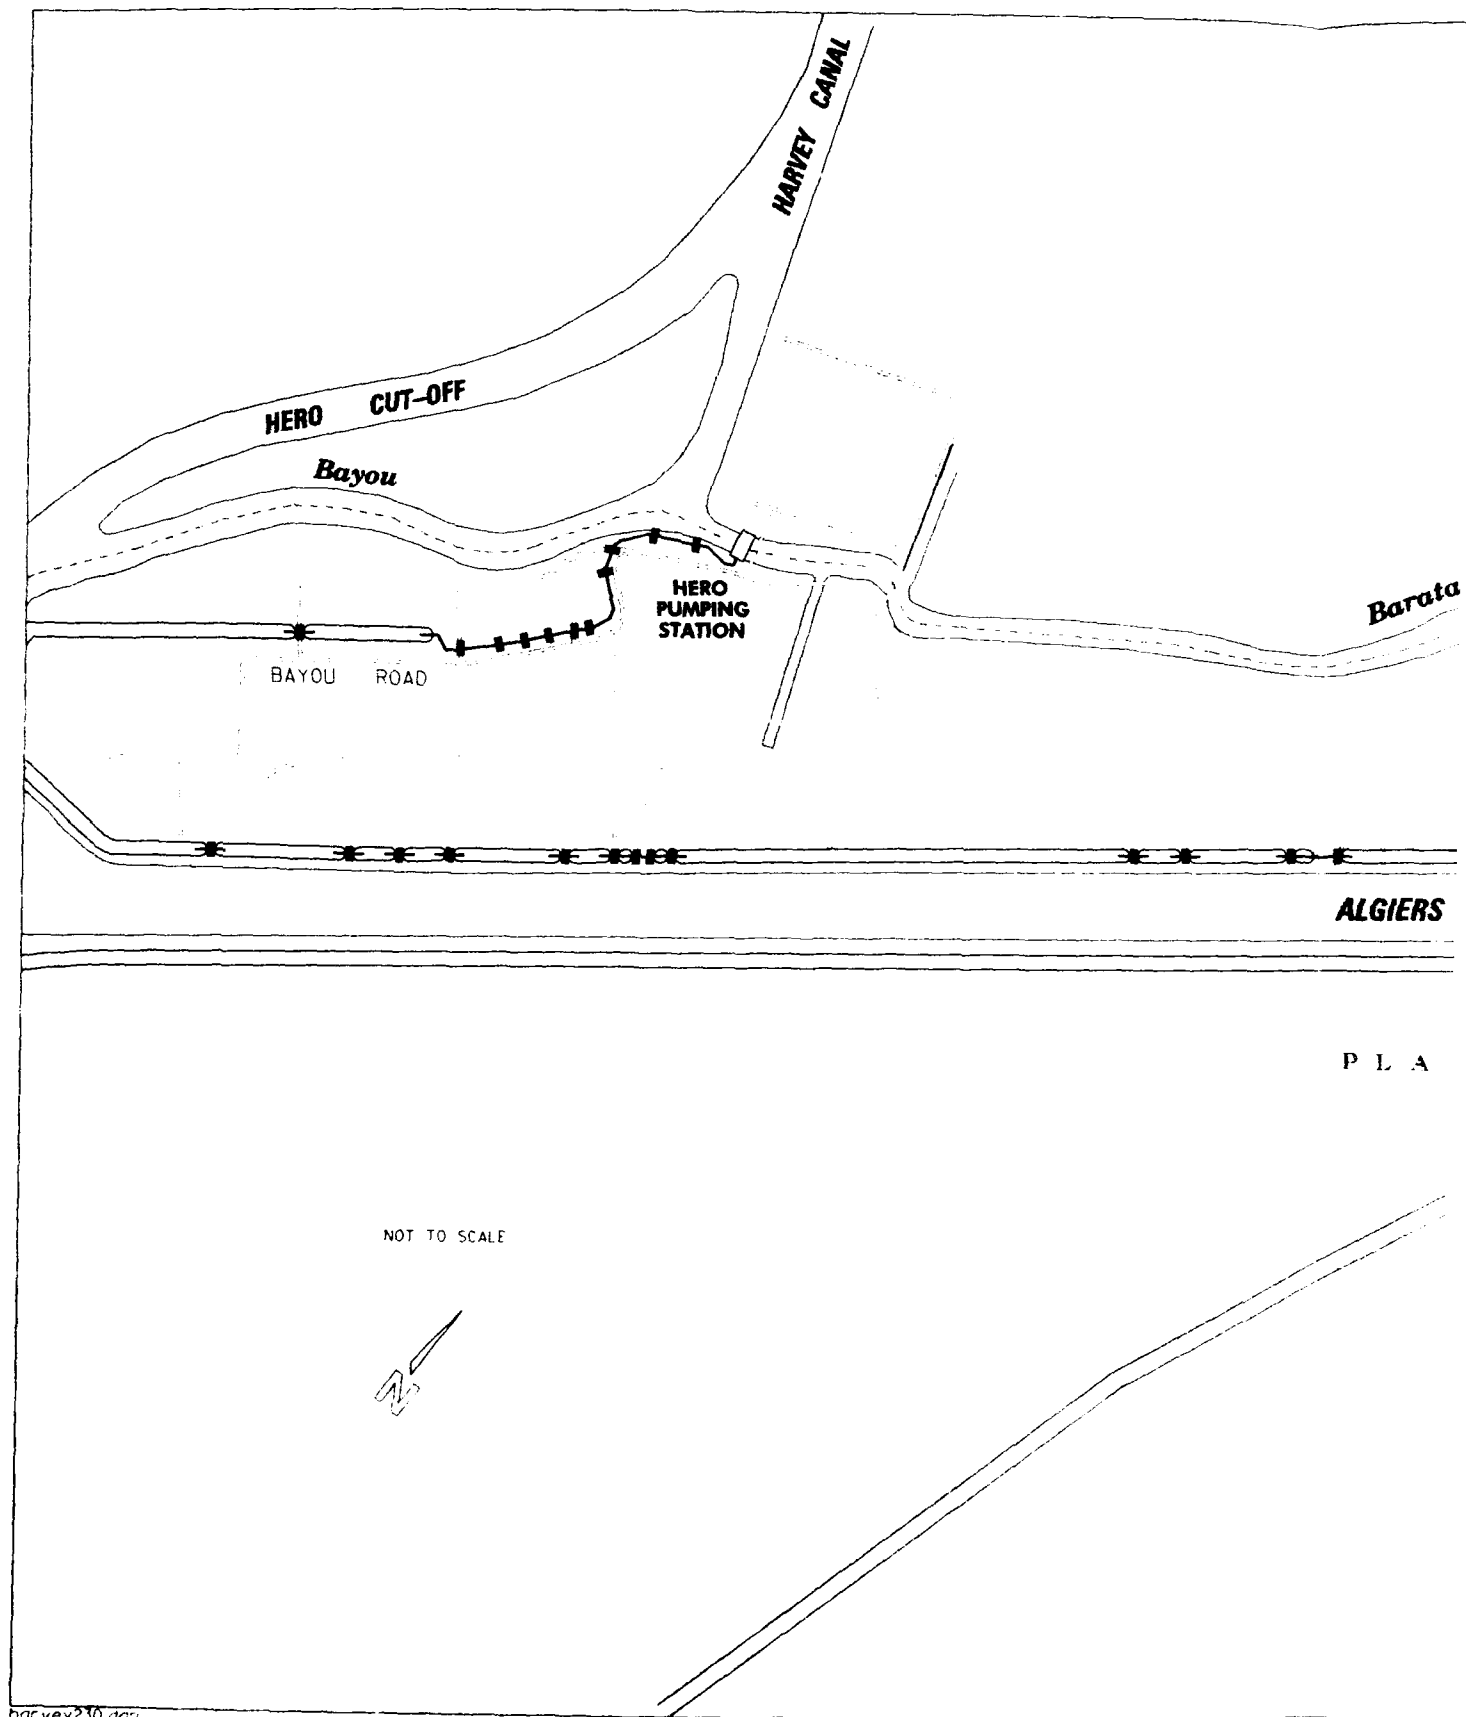 HARVEY CANAL
HERO CUT-OFF
Bayou
HERO
PUMPING
STATION
Barata
BAYOU ROAD
ALGIERS
P L A
NOT TO SCALE
N